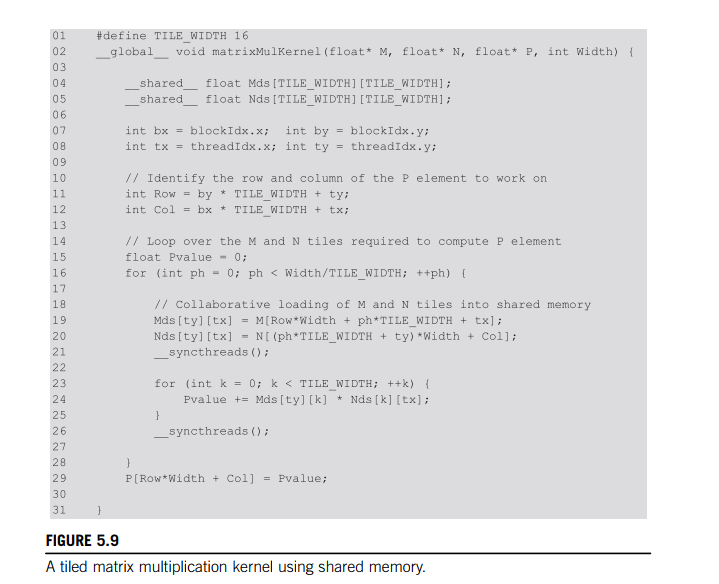 01 #define TILE_WIDTH 16
02 __global__ void matrixMulKernel(float* M, float* N, float* P, int Width) {
03
04 __shared__ float Mds[TILE_WIDTH][TILE_WIDTH];
05 __shared__ float Nds[TILE_WIDTH][TILE_WIDTH];
06
07 int bx = blockIdx.x; int by = blockIdx.y;
08 int tx = threadIdx.x; int ty = threadIdx.y;
09
10 // Identify the row and column of the P element to work on
11 int Row = by * TILE_WIDTH + ty;
12 int Col = bx * TILE_WIDTH + tx;
13
14 // Loop over the M and N tiles required to compute P element
15 float Pvalue = 0;
16 for (int ph = 0; ph < Width/TILE_WIDTH; ++ph) {
17
18 // Collaborative loading of M and N tiles into shared memory
19 Mds[ty][tx] = M[Row*Width + ph*TILE_WIDTH + tx];
20 Nds[ty][tx] = N[(ph*TILE_WIDTH + ty)*Width + Col];
21 __syncthreads();
22
23 for (int k = 0; k < TILE_WIDTH; ++k) {
24 Pvalue += Mds[ty][k] * Nds[k][tx];
25 }
26 __syncthreads();
27
28 }
29 P[Row*Width + Col] = Pvalue;
30
31 }
FIGURE 5.9
A tiled matrix multiplication kernel using shared memory.